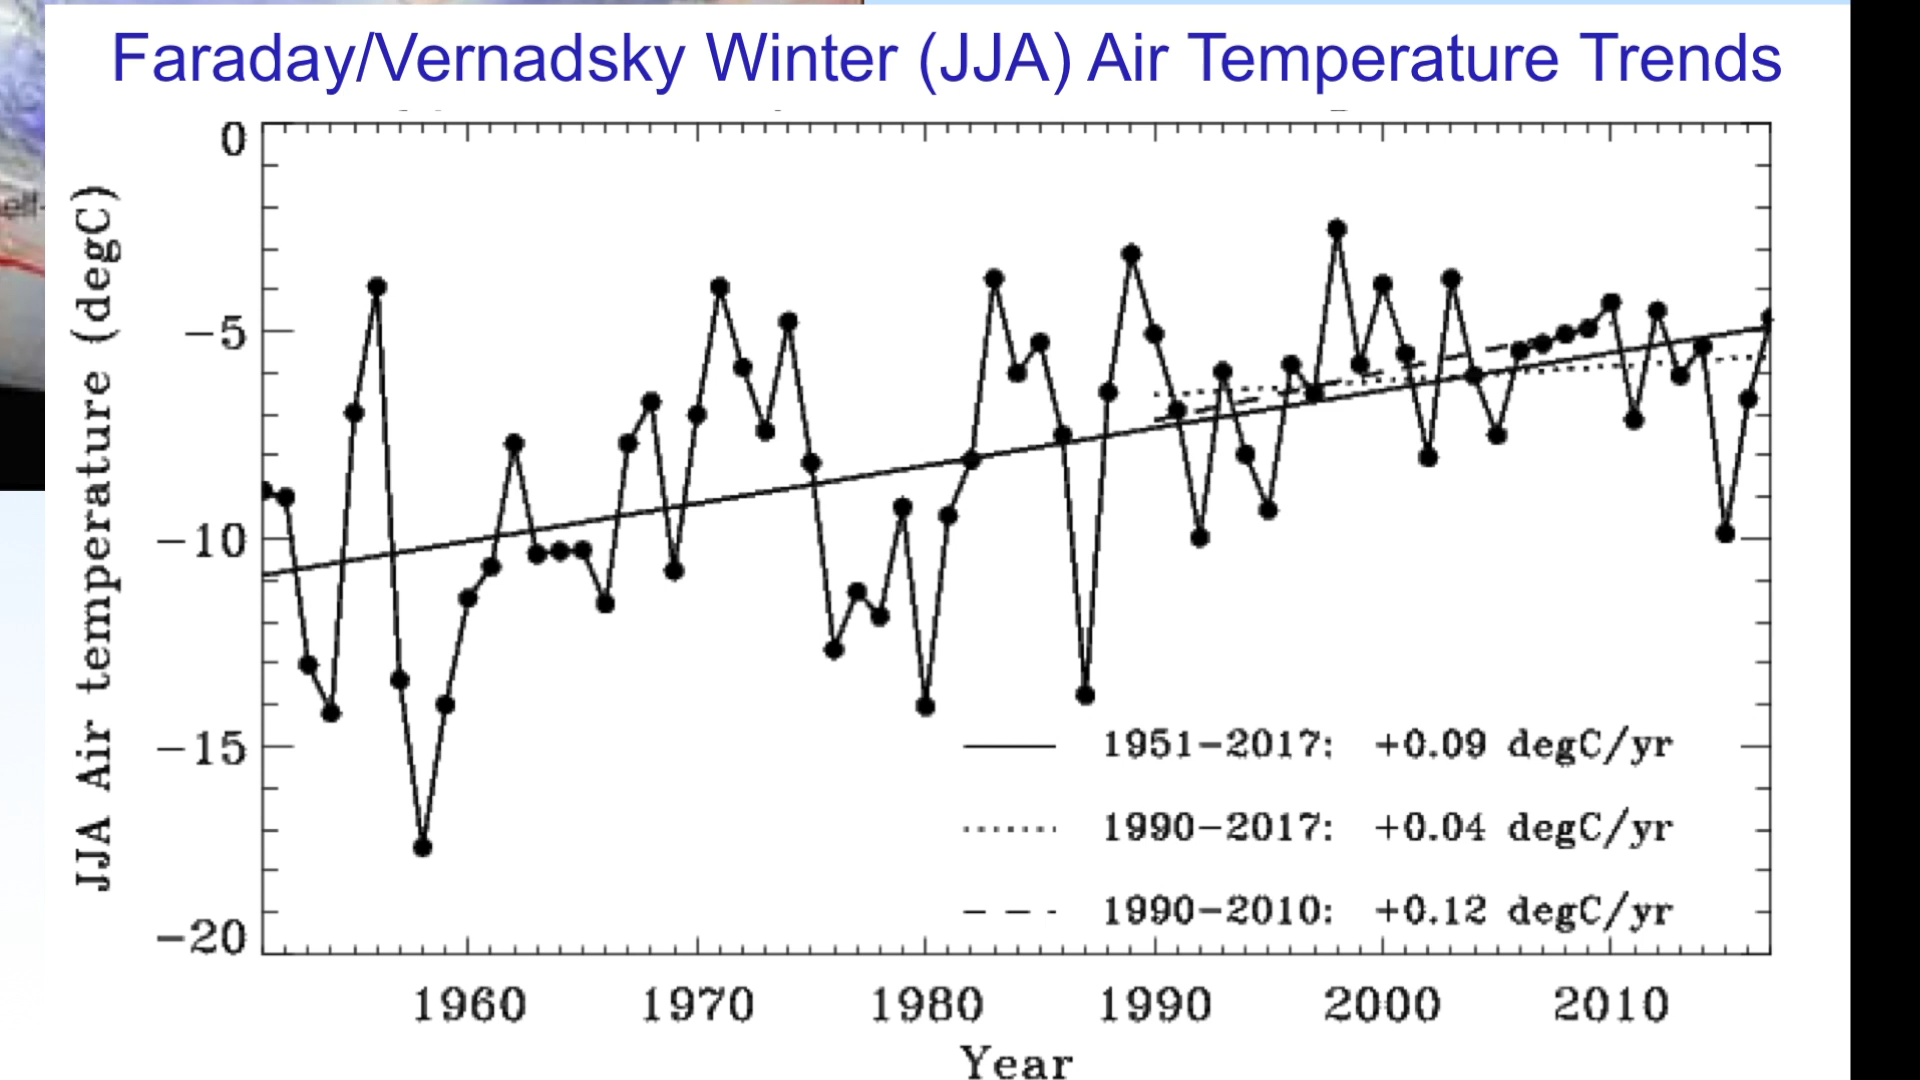 Faraday/Vernadsky Winter (JJA) Air Temperature Trends
0
−5
−10
−15
−20
JJA Air temperature (degC)
1951−2017: +0.09 degC/yr
1990−2017: +0.04 degC/yr
1990−2010: +0.12 degC/yr
1960 1970 1980 1990 2000 2010
Year